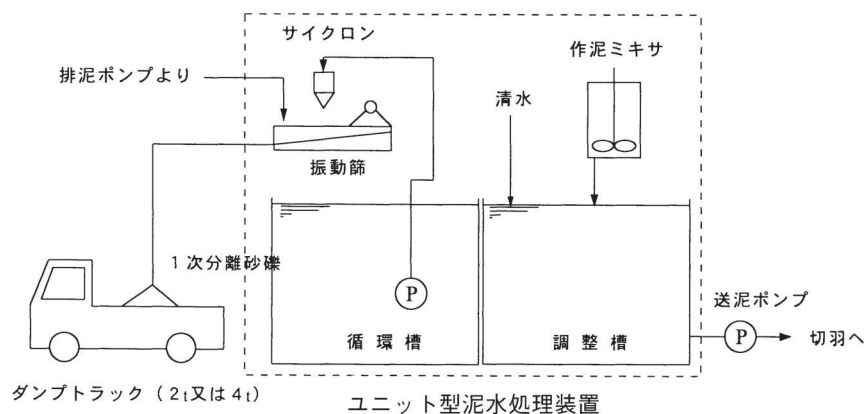 サイクロン
作泥ミキサ
排泥ポンプより
清水
振動篩
1次分離砂礫
P
送泥ポンプ
P
循環槽
調整槽
切羽へ
ダンプトラック(2t又は4t)
ユニット型泥水処理装置